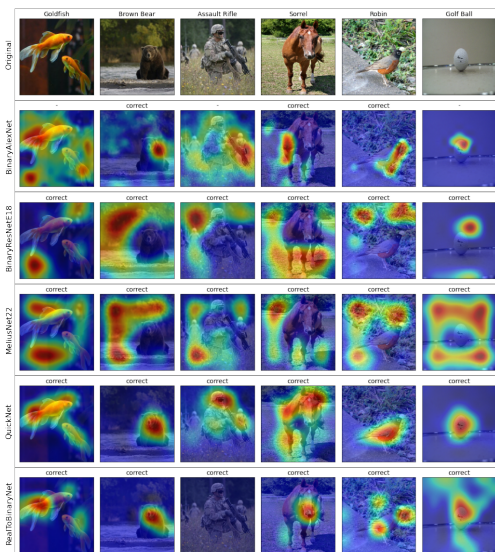 Goldfish Brown Bear Assault Rifle Sorrel Robin Golf Ball
Original
- correct - correct correct -
BinaryAlexNet
correct correct correct correct correct correct
BinaryResNetE18
correct correct correct correct correct correct
MeliusNet22
correct correct correct correct correct correct
QuickNet
correct correct correct correct correct correct
RealToBinaryNet